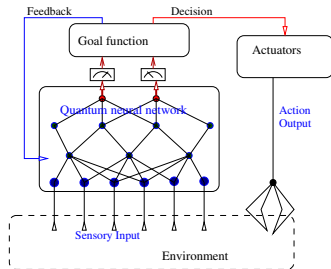 Feedback
Decision
Goal function
Actuators
Quantum neural network
Action
Output
Sensory Input
Environment